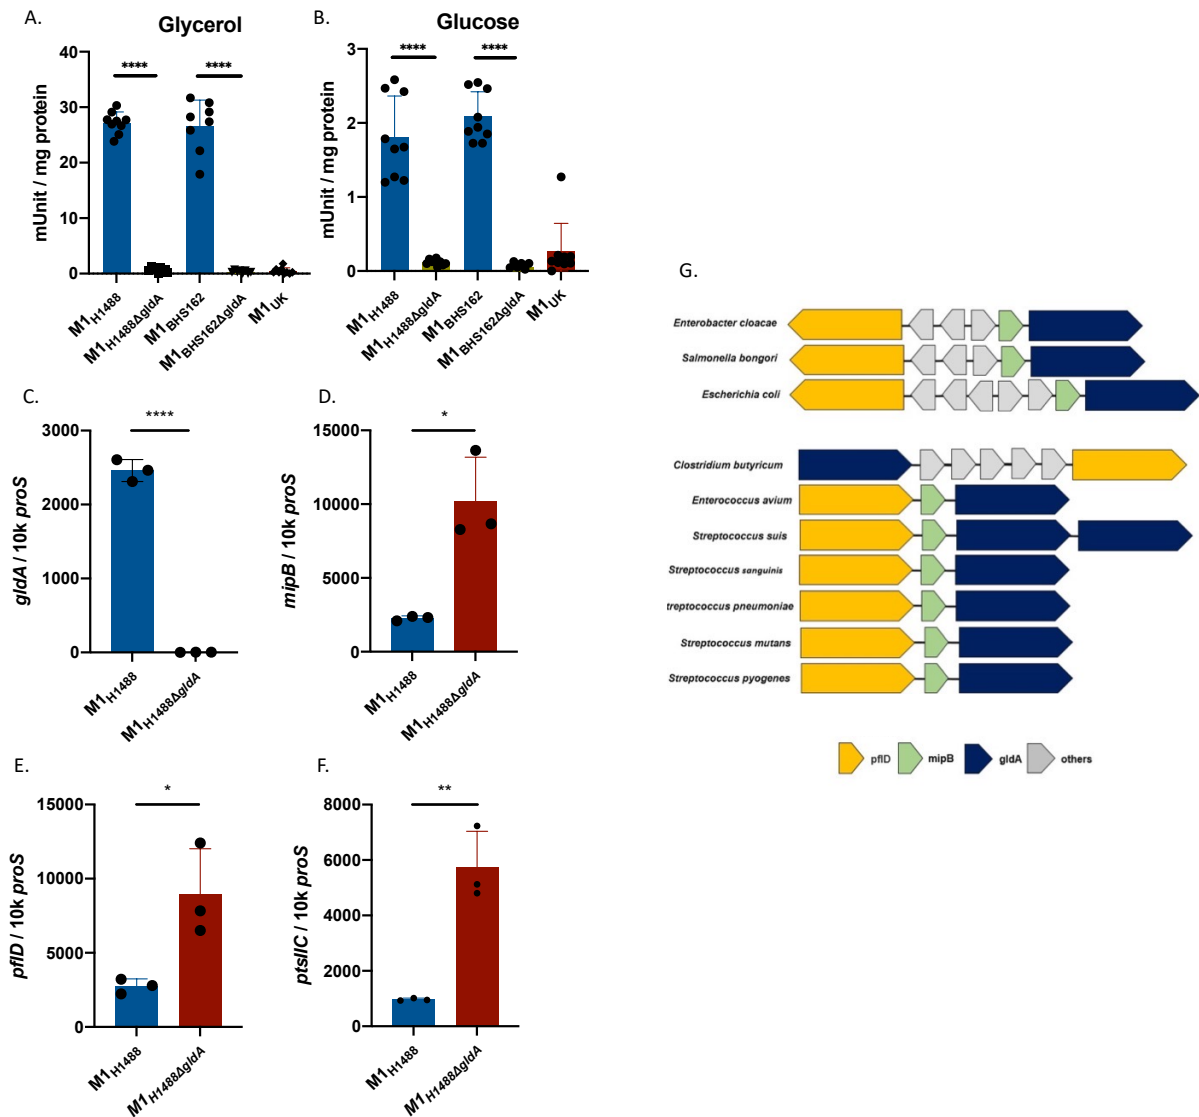 A.
Glycerol
****
****
mUnit / mg protein
40
30
20
10
0
M1H1488
M1H1488ΔgldA
M1BHS162
M1BHS162ΔgldA
M1UK
B.
Glucose
****
****
mUnit / mg protein
3
2
1
0
M1H1488
M1H1488ΔgldA
M1BHS162
M1BHS162ΔgldA
M1UK
C.
****
gldA / 10k proS
3000
2000
1000
0
M1H1488
M1H1488ΔgldA
D.
*
mipB / 10k proS
15000
10000
5000
0
M1H1488
M1H1488ΔgldA
E.
*
pflD / 10k proS
15000
10000
5000
0
M1H1488
M1H1488ΔgldA
F.
**
ptsIIC / 10k proS
8000
6000
4000
2000
0
M1H1488
M1H1488ΔgldA
G.
Enterobacter cloacae
Salmonella bongori
Escherichia coli
Clostridium butyricum
Enterococcus avium
Streptococcus suis
Streptococcus sanguinis
treptococcus pneumoniae
Streptococcus mutans
Streptococcus pyogenes
pflD mipB gldA others